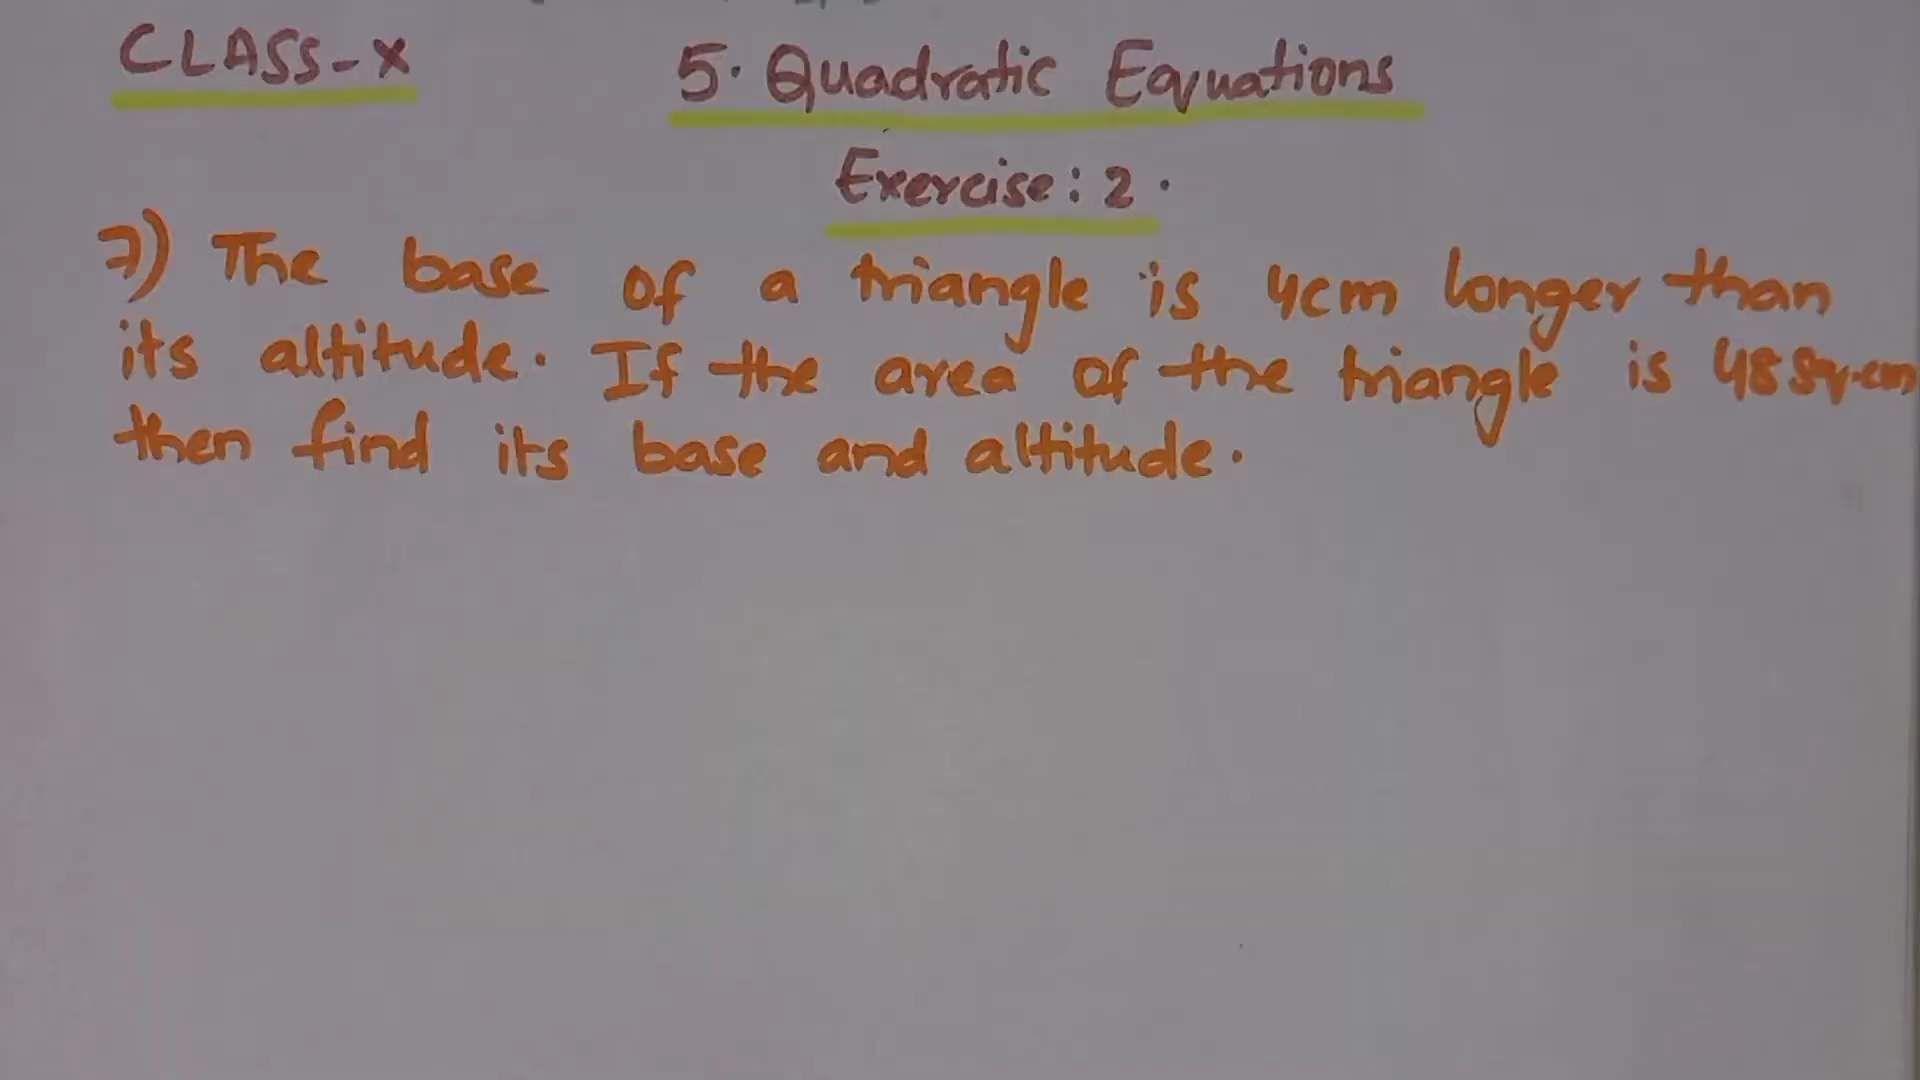 CLASS-X
5. Quadratic Equations
Exercise: 2.
7) The base of a triangle is 4cm longer than
its altitude. If the area of the triangle is 48 sq.cm
then find its base and altitude.